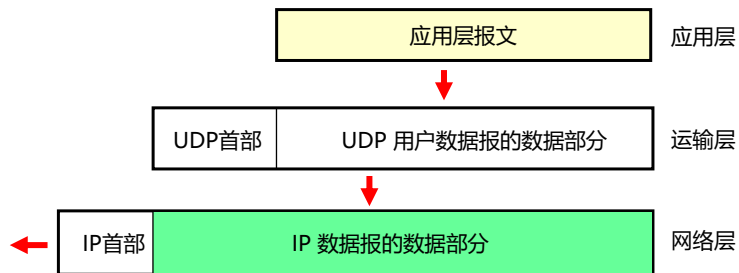 应用层报文
应用层
UDP首部
UDP 用户数据报的数据部分
运输层
IP首部
IP 数据报的数据部分
网络层